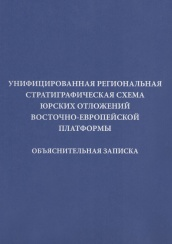 УНИФИЦИРОВАННАЯ РЕГИОНАЛЬНАЯ
СТРАТИГРАФИЧЕСКАЯ СХЕМА
ЮРСКИХ ОТЛОЖЕНИЙ
ВОСТОЧНО-ЕВРОПЕЙСКОЙ
ПЛАТФОРМЫ
ОБЪЯСНИТЕЛЬНАЯ ЗАПИСКА